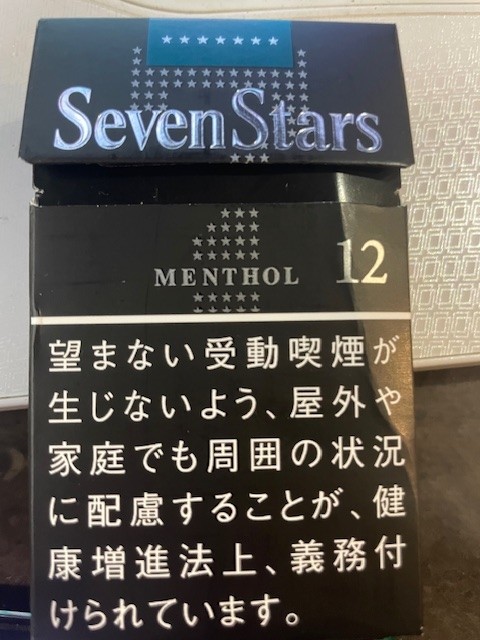 Seven Stars
MENTHOL 12
望まない受動喫煙が
生じないよう、屋外や
家庭でも周囲の状況
に配慮することが、健
康増進法上、義務付
けられています。